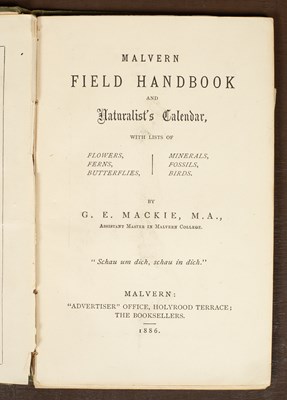 MALVERN
FIELD HANDBOOK
AND
Naturalist's Calendar,
WITH LISTS OF
FLOWERS, MINERALS,
FERNS, FOSSILS,
BUTTERFLIES, BIRDS.
BY
G. E. MACKIE, M.A.,
ASSISTANT MASTER IN MALVERN COLLEGE.
"Schau um dich, schau in dich."
MALVERN:
"ADVERTISER" OFFICE, HOLYROOD TERRACE;
THE BOOKSELLERS.
1886.